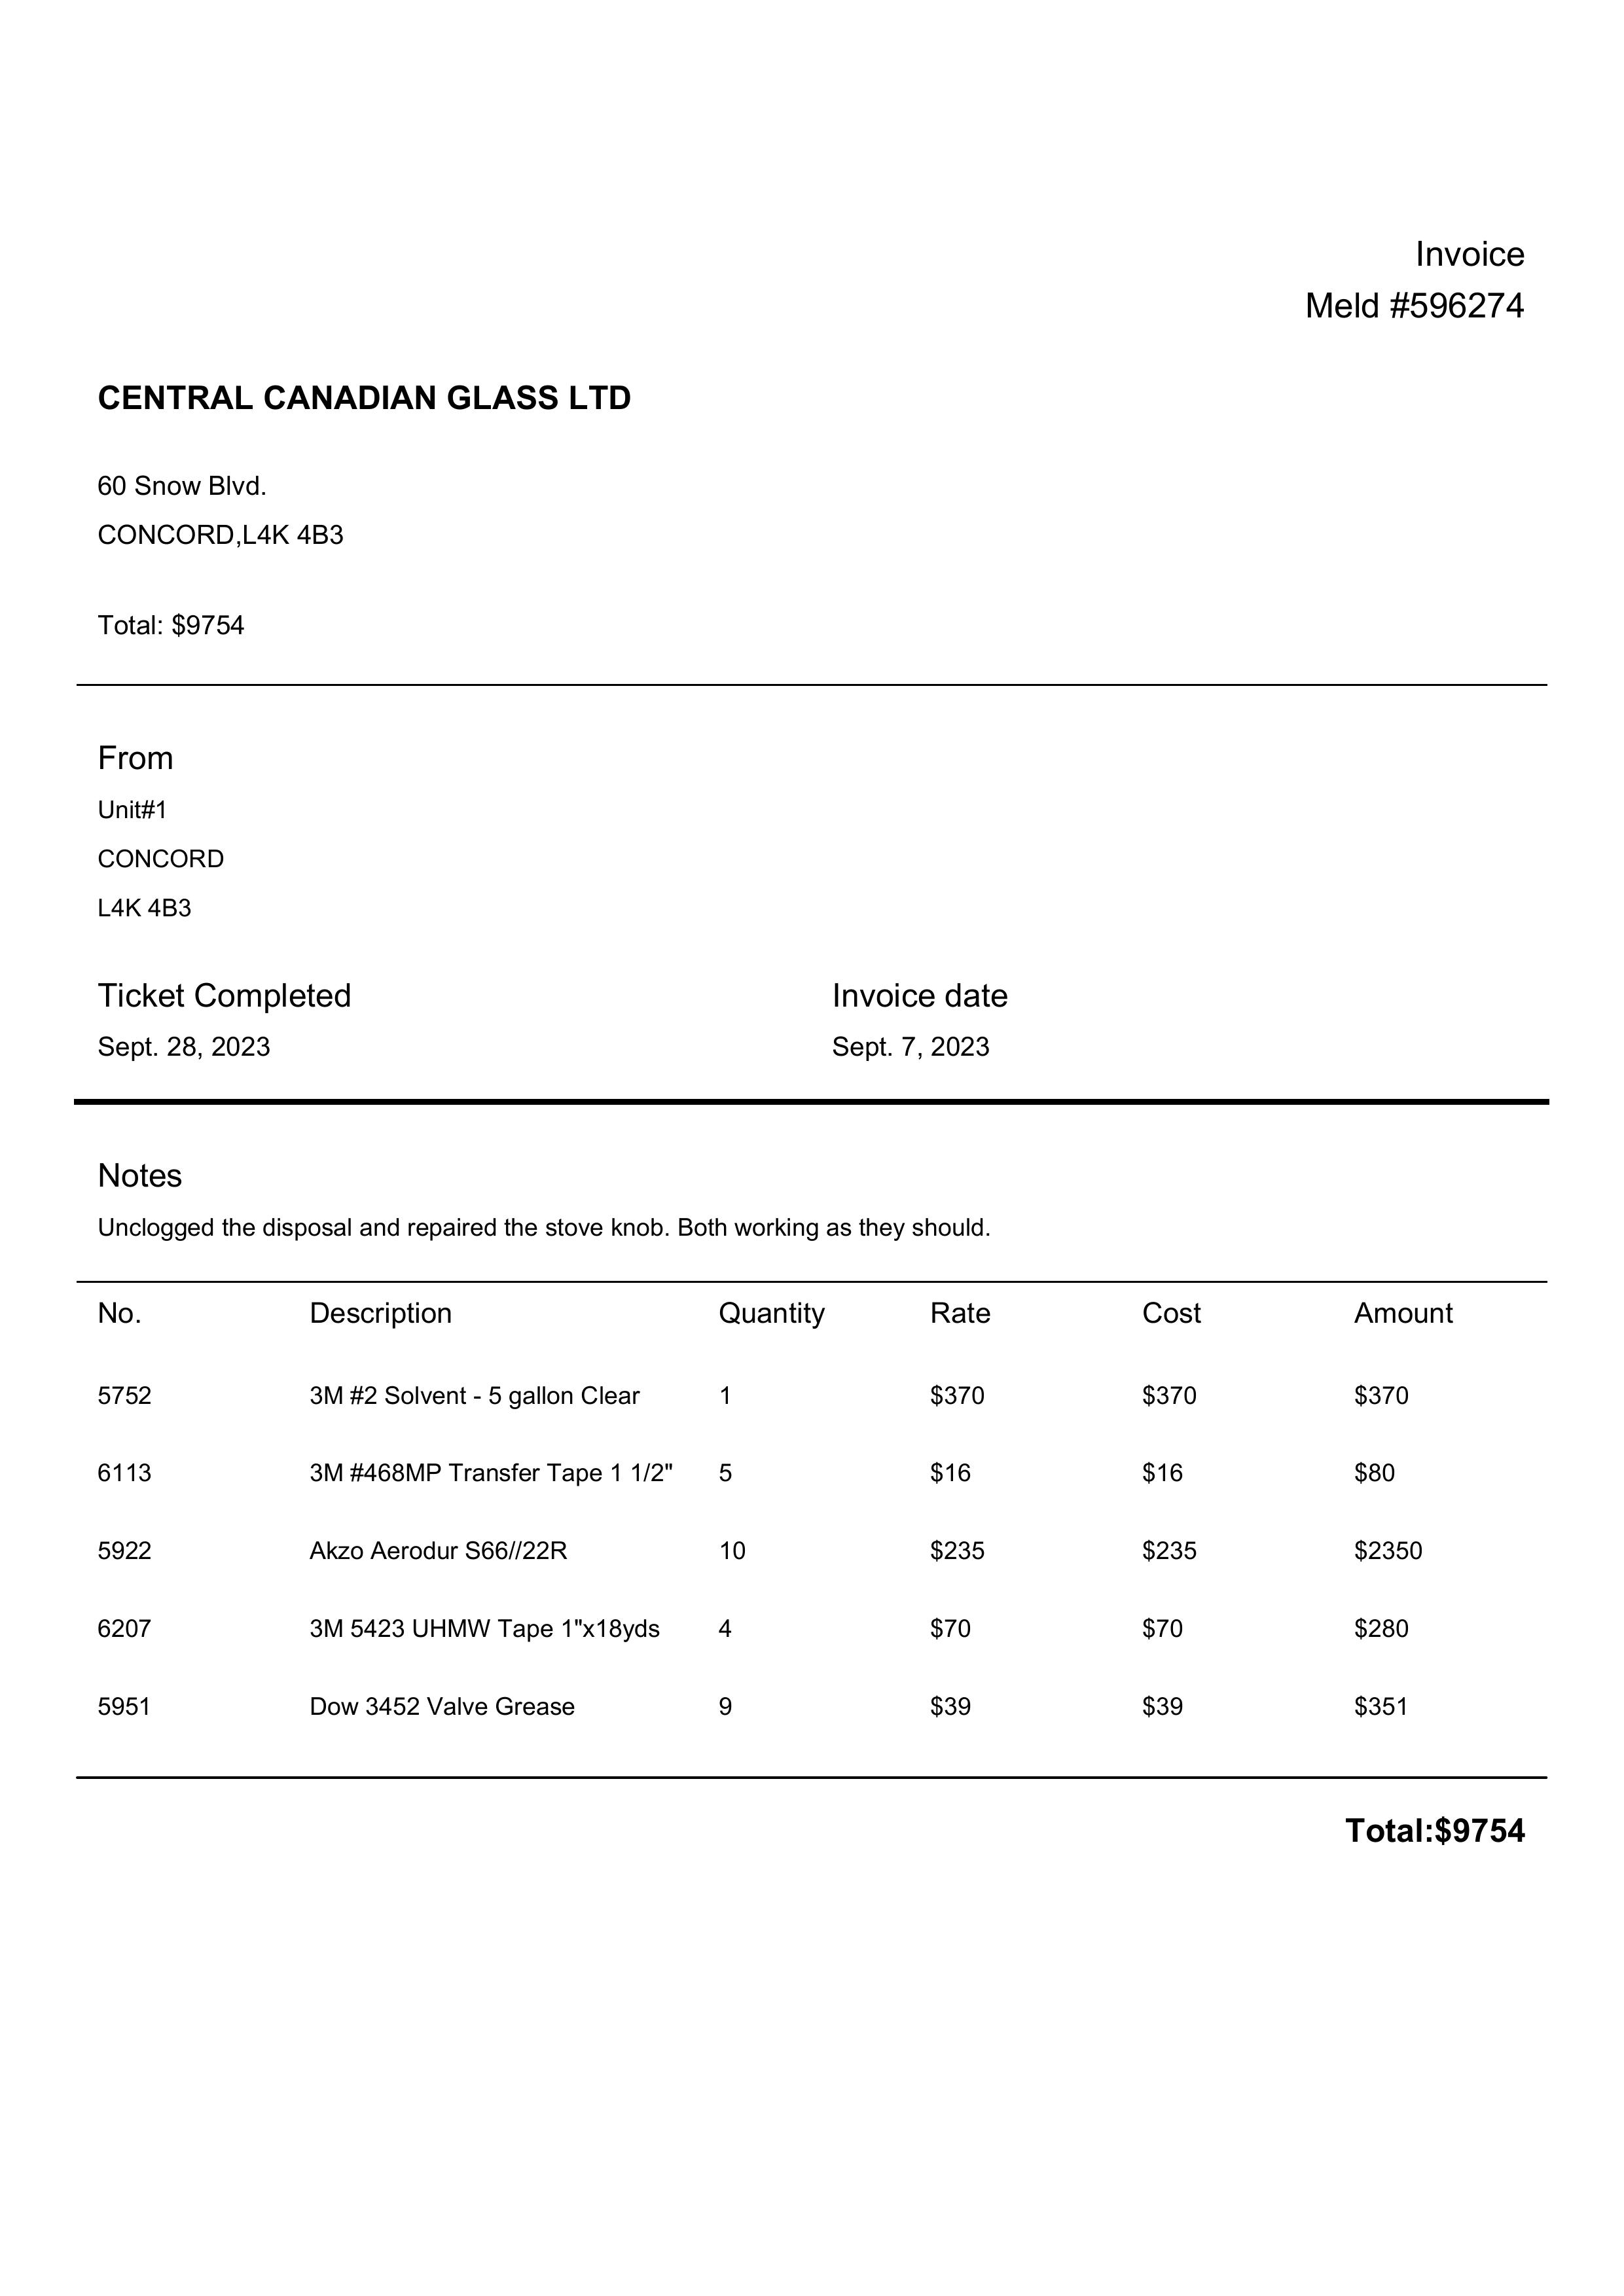 Invoice
Meld #596274
CENTRAL CANADIAN GLASS LTD
60 Snow Blvd.
CONCORD,L4K 4B3
Total: $9754
From
Unit#1
CONCORD
L4K 4B3
Ticket Completed Invoice date
Sept. 28, 2023 Sept. 7, 2023
Notes
Unclogged the disposal and repaired the stove knob. Both working as they should.
No. Description Quantity Rate Cost Amount
5752 3M #2 Solvent - 5 gallon Clear 1 $370 $370 $370
6113 3M #468MP Transfer Tape 1 1/2" 5 $16 $16 $80
5922 Akzo Aerodur S66//22R 10 $235 $235 $2350
6207 3M 5423 UHMW Tape 1"x18yds 4 $70 $70 $280
5951 Dow 3452 Valve Grease 9 $39 $39 $351
Total:$9754